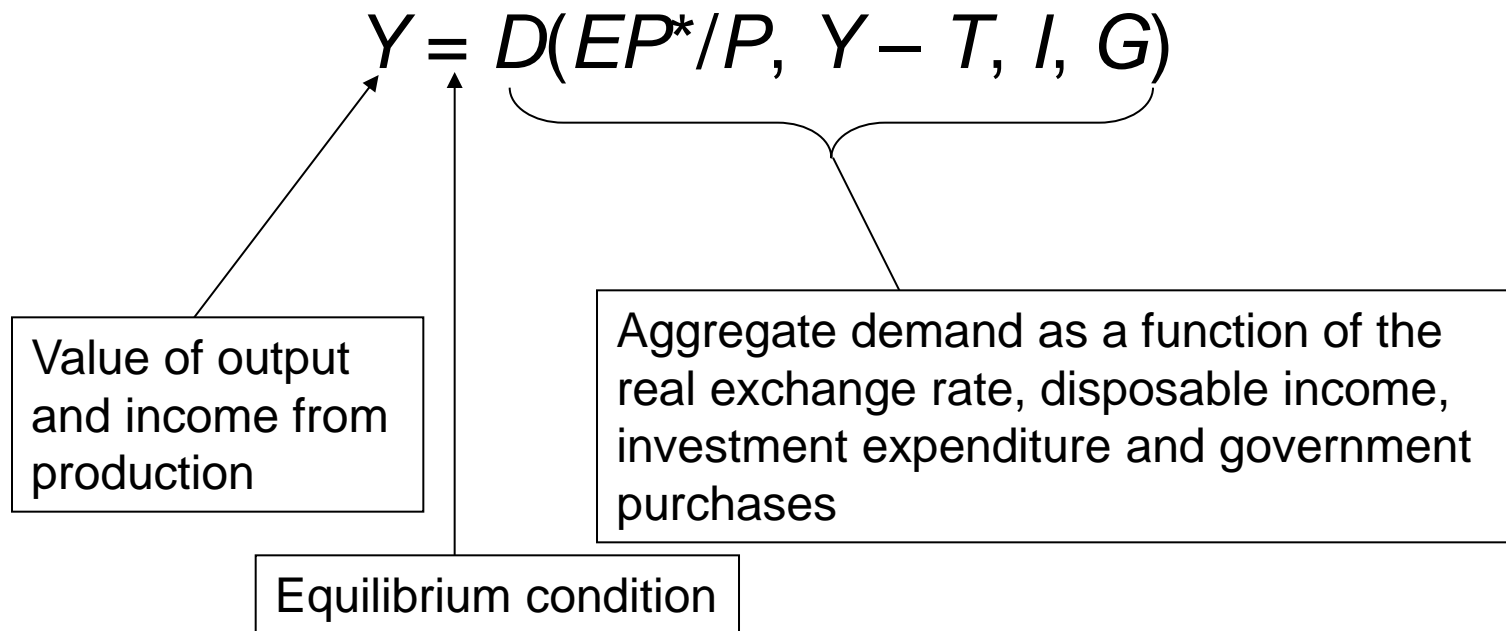 Y = D(EP*/P, Y – T, I, G)
Value of output
and income from
production
Aggregate demand as a function of the
real exchange rate, disposable income,
investment expenditure and government
purchases
Equilibrium condition